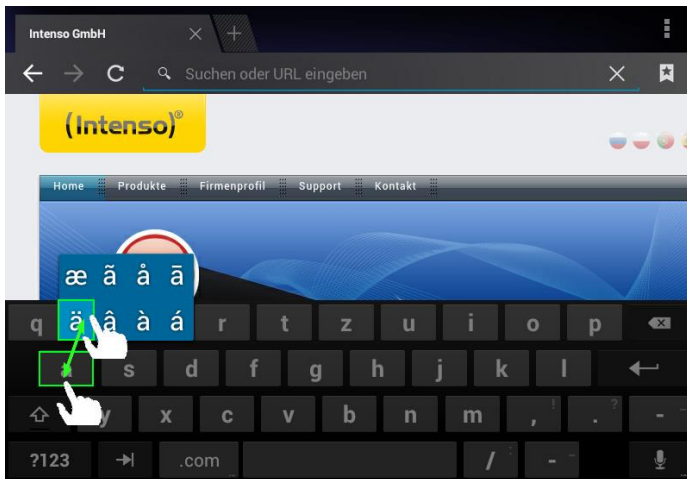 Intenso GmbH
Suchen oder URL eingeben
(Intenso)®
Home Produkte Firmenprofil Support Kontakt
æ ã å ā
ä â à á
q r t z u i o p
a s d f g h j k l
y x c v b n m , ! . ? -
?123 .com / : - _